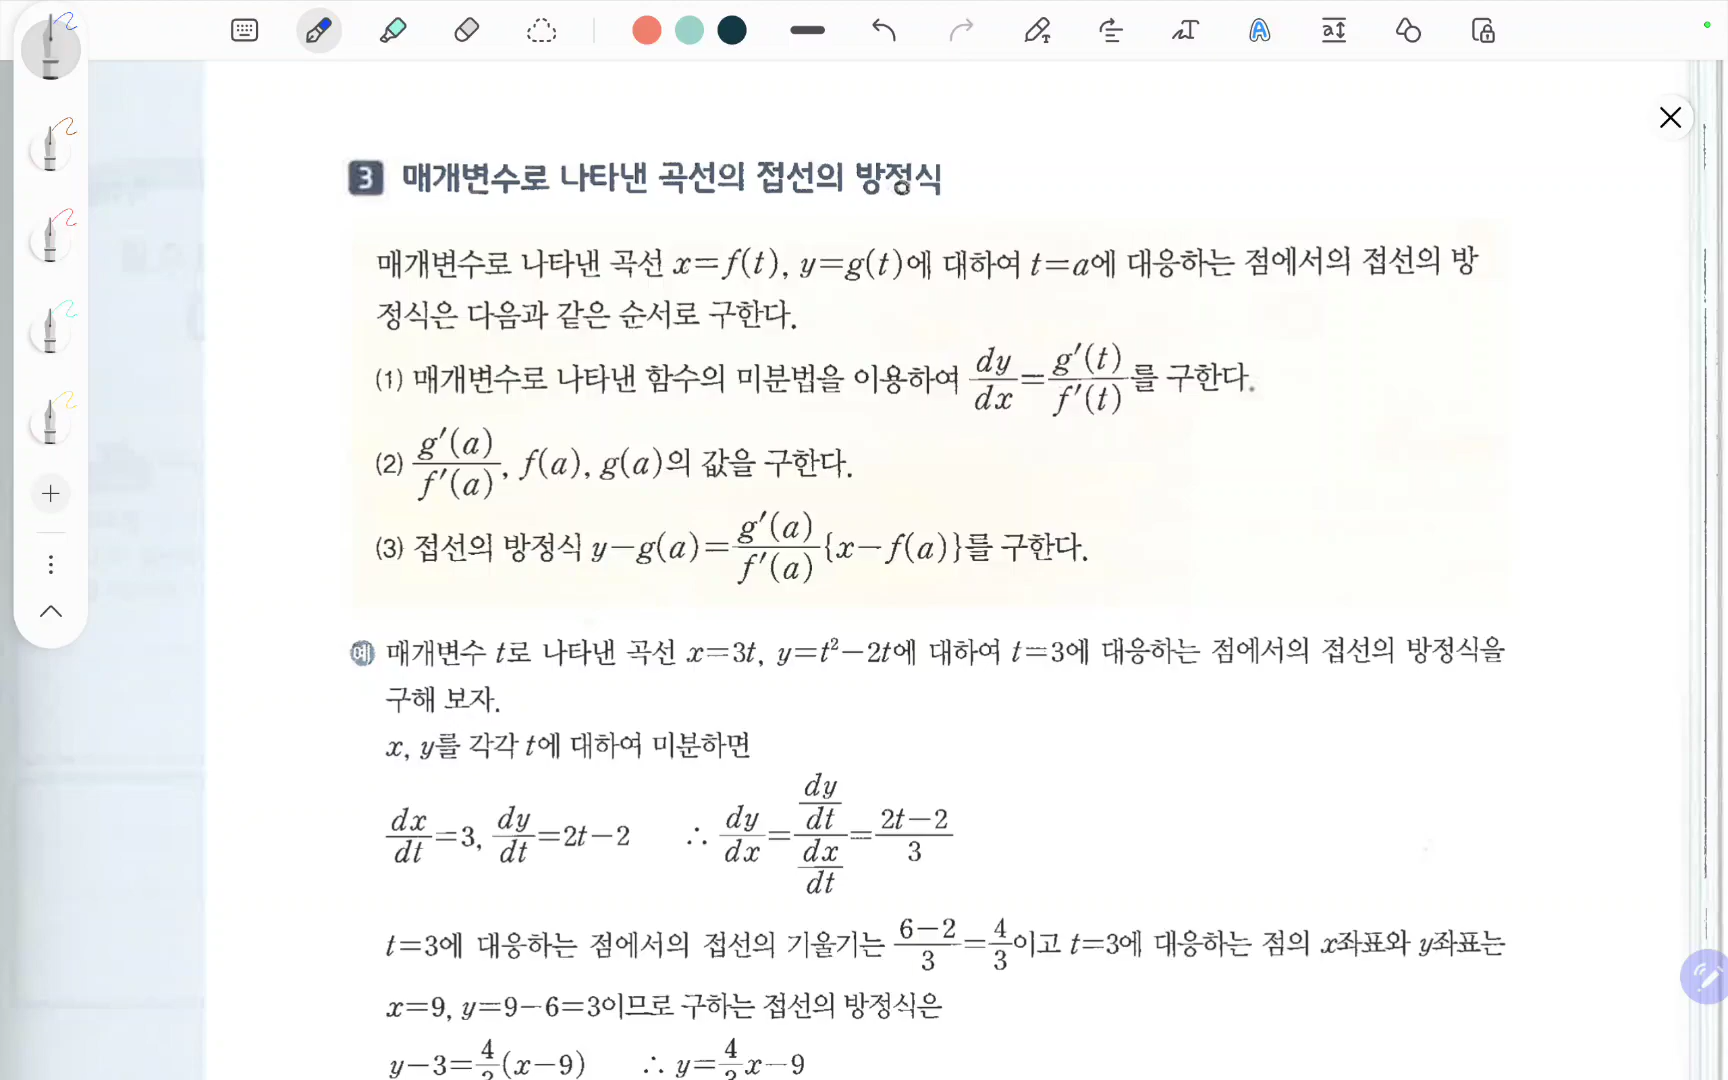 3 매개변수로 나타낸 곡선의 접선의 방정식
매개변수로 나타낸 곡선 x=f(t), y=g(t)에 대하여 t=a에 대응하는 점에서의 접선의 방
정식은 다음과 같은 순서로 구한다.
(1) 매개변수로 나타낸 함수의 미분법을 이용하여 dy/dx=g′(t)/f′(t)를 구한다.
(2) g′(a)/f′(a), f(a), g(a)의 값을 구한다.
(3) 접선의 방정식 y−g(a)=g′(a)/f′(a){x−f(a)}를 구한다.
예 매개변수 t로 나타낸 곡선 x=3t, y=t²−2t에 대하여 t=3에 대응하는 점에서의 접선의 방정식을
구해 보자.
x, y를 각각 t에 대하여 미분하면
dx/dt=3, dy/dt=2t−2 ∴ dy/dx=(dy/dt)/(dx/dt)=(2t−2)/3
t=3에 대응하는 점에서의 접선의 기울기는 (6−2)/3=4/3이고 t=3에 대응하는 점의 x좌표와 y좌표는
x=9, y=9−6=3이므로 구하는 접선의 방정식은
y−3=4/3(x−9) ∴ y=4/3x−9